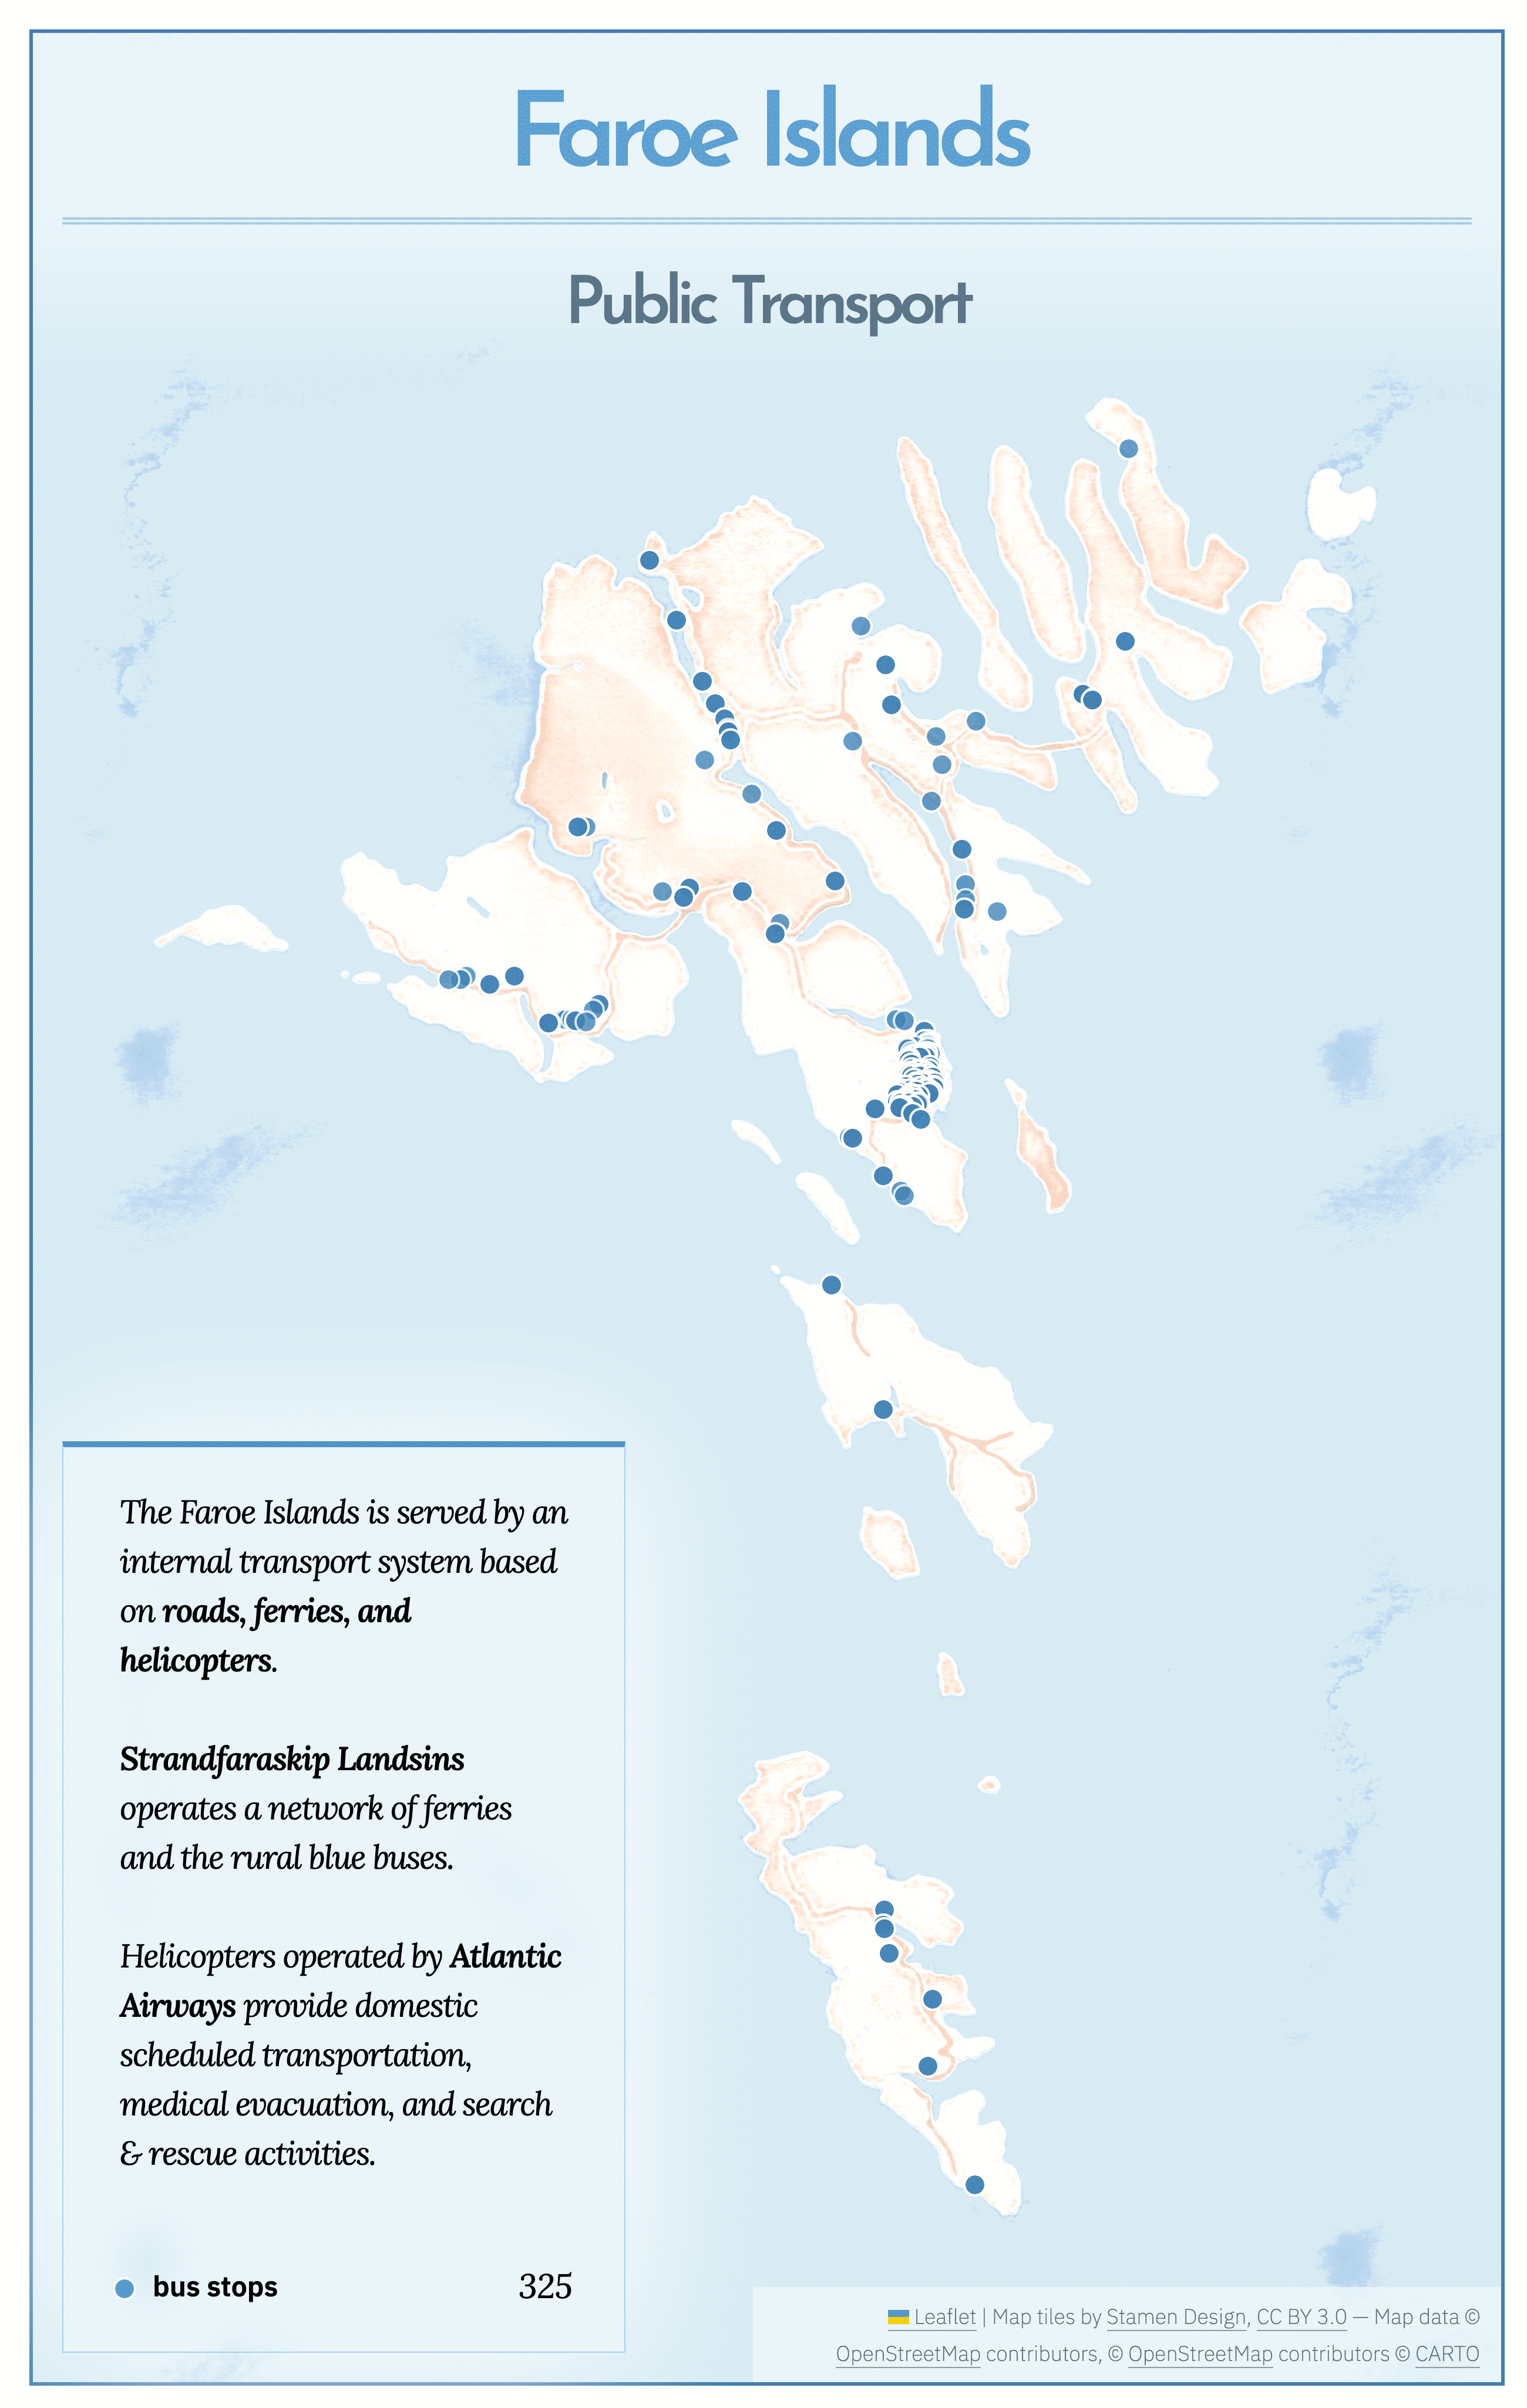 Faroe Islands
Public Transport
The Faroe Islands is served by an
internal transport system based
on roads, ferries, and
helicopters.
Strandfaraskip Landsins
operates a network of ferries
and the rural blue buses.
Helicopters operated by Atlantic
Airways provide domestic
scheduled transportation,
medical evacuation, and search
& rescue activities.
bus stops 325
Leaflet | Map tiles by Stamen Design, CC BY 3.0 — Map data ©
OpenStreetMap contributors, © OpenStreetMap contributors © CARTO